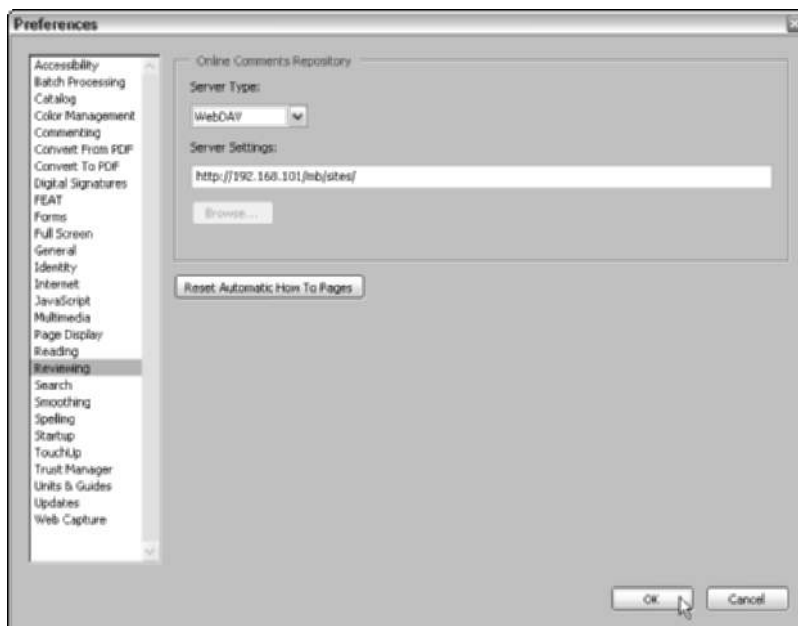 Preferences
Accessibility
Batch Processing
Catalog
Color Management
Commenting
Convert From PDF
Convert To PDF
Digital Signatures
FEAT
Forms
Full Screen
General
Identity
Internet
JavaScript
Multimedia
Page Display
Reading
Reviewing
Search
Smoothing
Spelling
Startup
TouchUp
Trust Manager
Units & Guides
Updates
Web Capture
Online Comments Repository
Server Type:
WebDAV
Server Settings:
http://192.168.101/mb/sites/
Browse...
Reset Automatic How To Pages
OK
Cancel